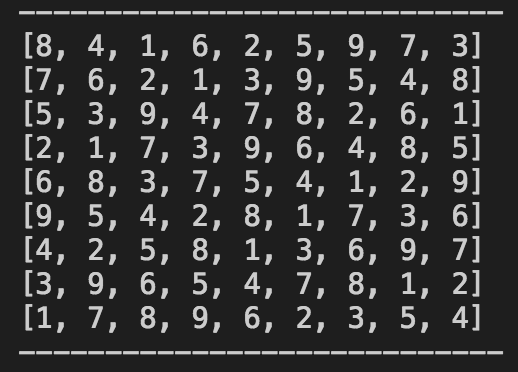 [8, 4, 1, 6, 2, 5, 9, 7, 3]
[7, 6, 2, 1, 3, 9, 5, 4, 8]
[5, 3, 9, 4, 7, 8, 2, 6, 1]
[2, 1, 7, 3, 9, 6, 4, 8, 5]
[6, 8, 3, 7, 5, 4, 1, 2, 9]
[9, 5, 4, 2, 8, 1, 7, 3, 6]
[4, 2, 5, 8, 1, 3, 6, 9, 7]
[3, 9, 6, 5, 4, 7, 8, 1, 2]
[1, 7, 8, 9, 6, 2, 3, 5, 4]